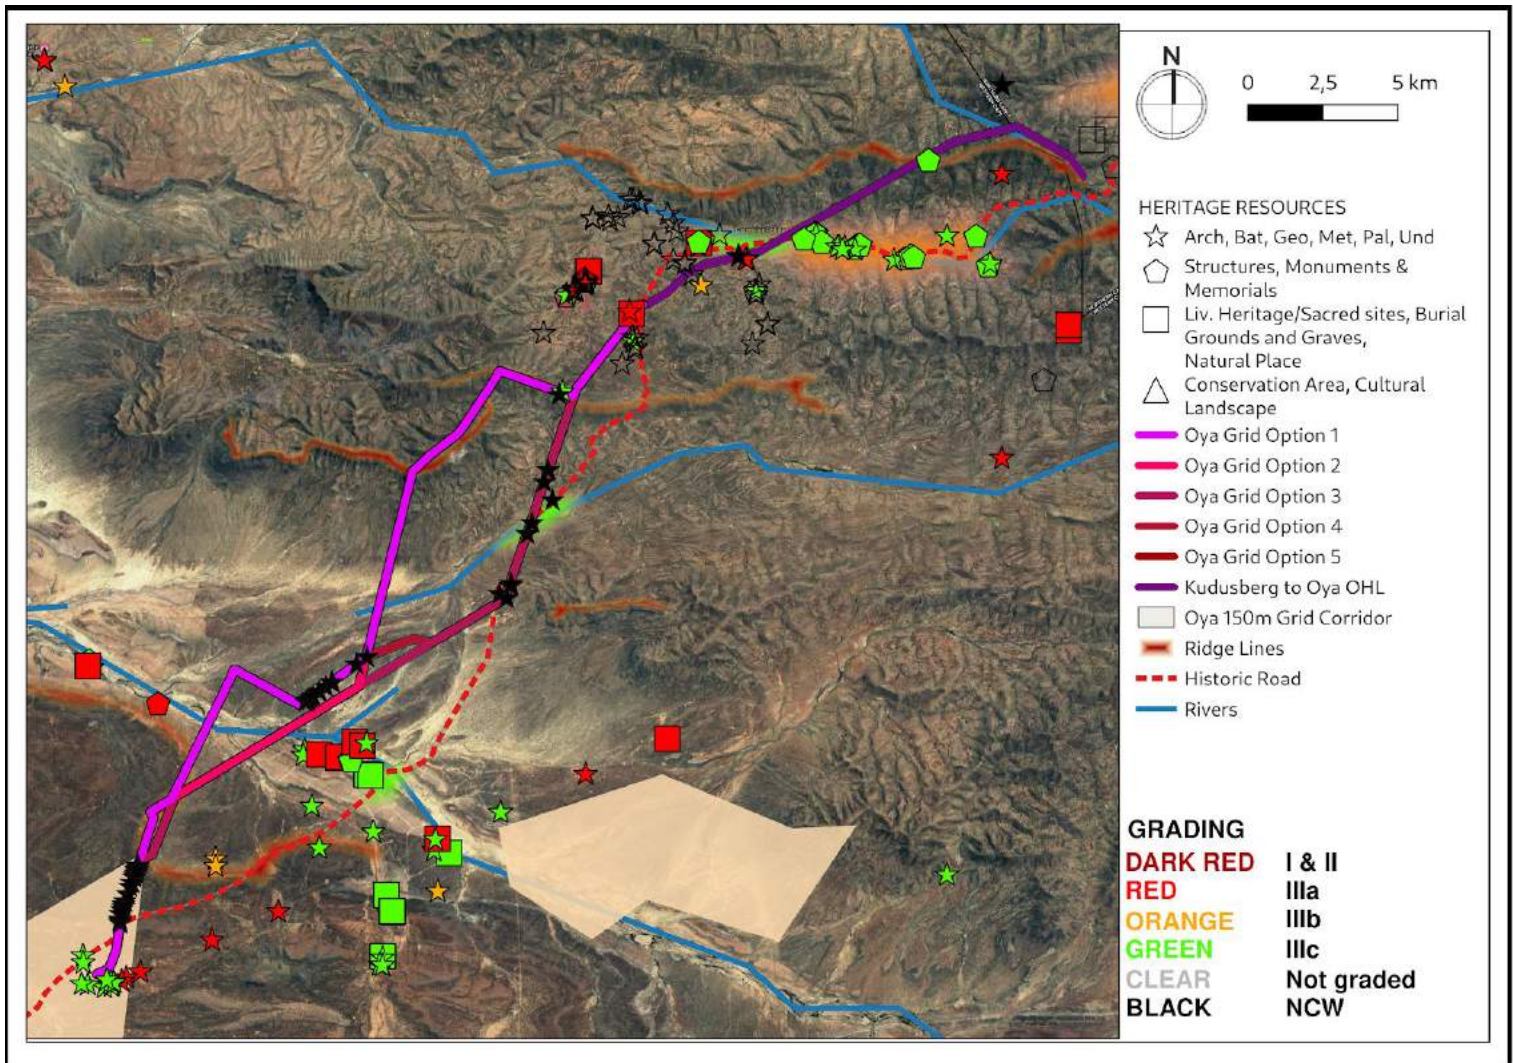 N
0 2,5 5 km
HERITAGE RESOURCES
Arch, Bat, Geo, Met, Pal, Und
Structures, Monuments &
Memorials
Liv. Heritage/Sacred sites, Burial
Grounds and Graves,
Natural Place
Conservation Area, Cultural
Landscape
Oya Grid Option 1
Oya Grid Option 2
Oya Grid Option 3
Oya Grid Option 4
Oya Grid Option 5
Kudusberg to Oya OHL
Oya 150m Grid Corridor
Ridge Lines
Historic Road
Rivers
GRADING
DARK RED I & II
RED IIIa
ORANGE IIIb
GREEN IIIc
CLEAR Not graded
BLACK NCW